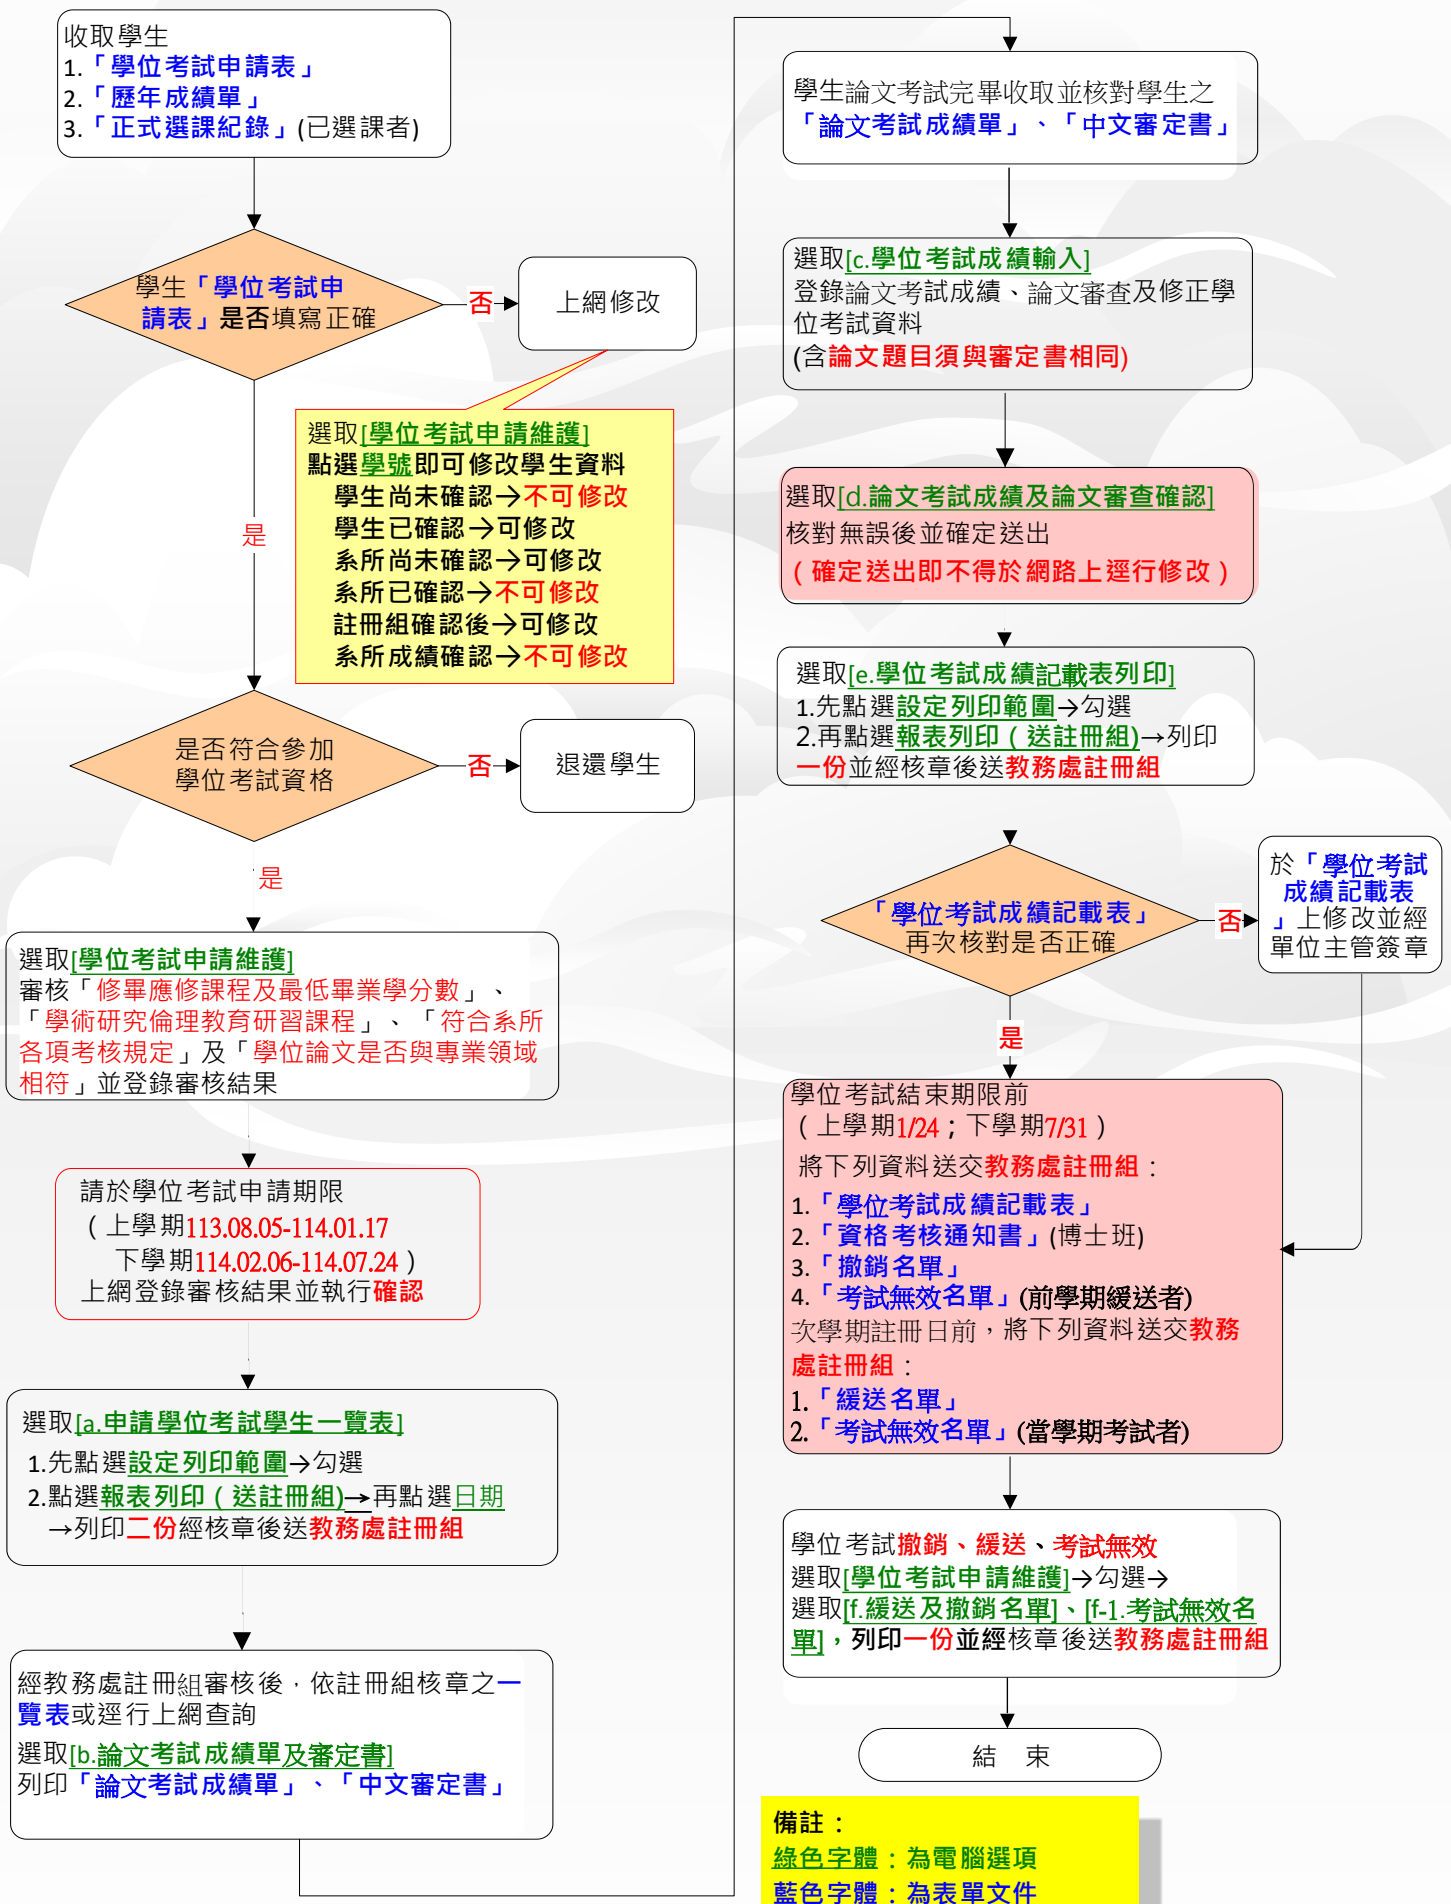 收取學生
1.「學位考試申請表」
2.「歷年成績單」
3.「正式選課紀錄」(已選課者)
學生「學位考試申
請表」是否填寫正確
否
上網修改
選取[學位考試申請維護]
點選學號即可修改學生資料
學生尚未確認→不可修改
學生已確認→可修改
系所尚未確認→可修改
系所已確認→不可修改
註冊組確認後→可修改
系所成績確認→不可修改
是
是否符合參加
學位考試資格
否
退還學生
是
選取[學位考試申請維護]
審核「修畢應修課程及最低畢業學分數」、
「學術研究倫理教育研習課程」、「符合系所
各項考核規定」及「學位論文是否與專業領域
相符」並登錄審核結果
請於學位考試申請期限
（上學期113.08.05-114.01.17
下學期114.02.06-114.07.24）
上網登錄審核結果並執行確認
選取[a.申請學位考試學生一覽表]
1.先點選設定列印範圍→勾選
2.點選報表列印（送註冊組)→再點選日期
→列印二份經核章後送教務處註冊組
經教務處註冊組審核後，依註冊組核章之一
覽表或逕行上網查詢
選取[b.論文考試成績單及審定書]
列印「論文考試成績單」、「中文審定書」
學生論文考試完畢收取並核對學生之
「論文考試成績單」、「中文審定書」
選取[c.學位考試成績輸入]
登錄論文考試成績、論文審查及修正學
位考試資料
(含論文題目須與審定書相同)
選取[d.論文考試成績及論文審查確認]
核對無誤後並確定送出
（確定送出即不得於網路上逕行修改）
選取[e.學位考試成績記載表列印]
1.先點選設定列印範圍→勾選
2.再點選報表列印（送註冊組)→列印
一份並經核章後送教務處註冊組
「學位考試成績記載表」
再次核對是否正確
否
於「學位考試
成績記載表
」上修改並經
單位主管簽章
是
學位考試結束期限前
（上學期1/24；下學期7/31）
將下列資料送交教務處註冊組：
1.「學位考試成績記載表」
2.「資格考核通知書」(博士班)
3.「撤銷名單」
4.「考試無效名單」(前學期緩送者)
次學期註冊日前，將下列資料送交教務
處註冊組：
1.「緩送名單」
2.「考試無效名單」(當學期考試者)
學位考試撤銷、緩送、考試無效
選取[學位考試申請維護]→勾選→
選取[f.緩送及撤銷名單]、[f-1.考試無效名
單]，列印一份並經核章後送教務處註冊組
結　束
備註：
綠色字體：為電腦選項
藍色字體：為表單文件